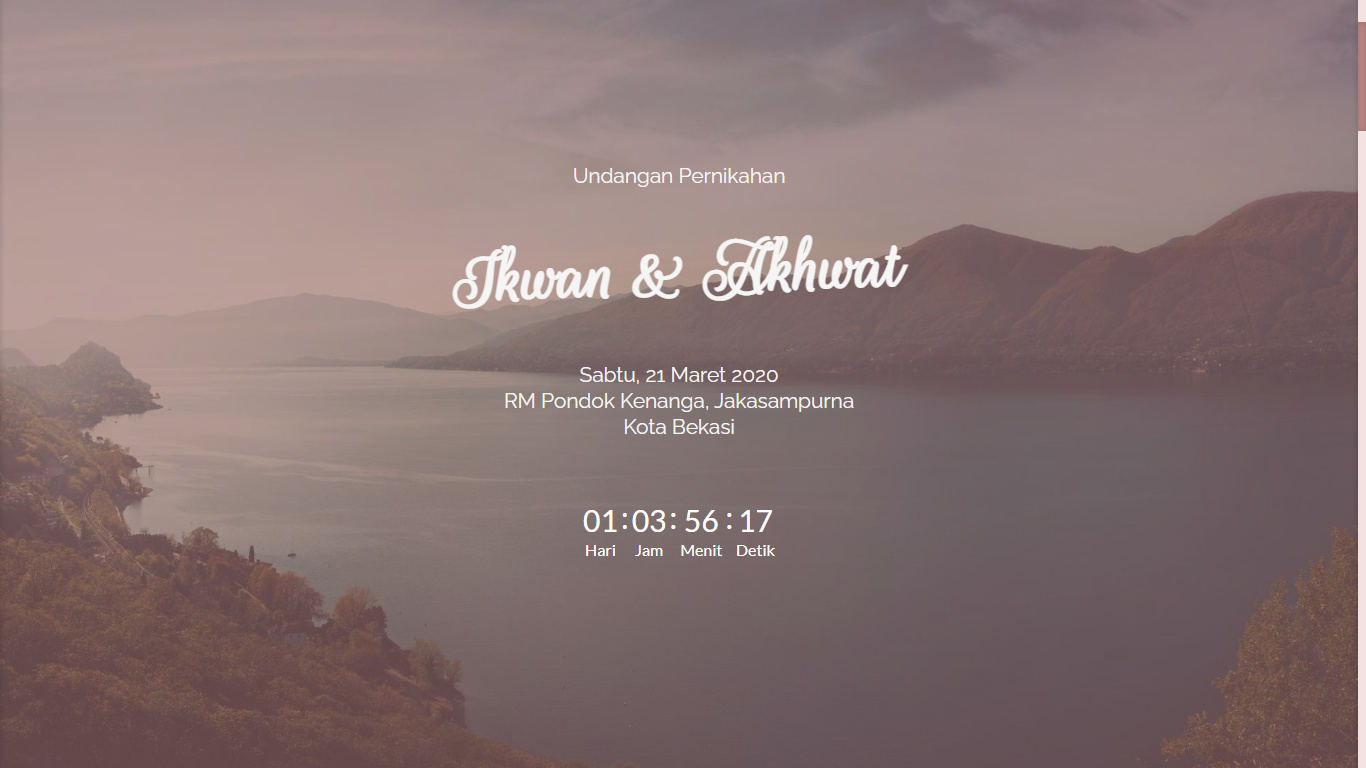 Undangan Pernikahan
Ikwan & Akhwat
Sabtu, 21 Maret 2020
RM Pondok Kenanga, Jakasampurna
Kota Bekasi
01 : 03 : 56 : 17
Hari Jam Menit Detik